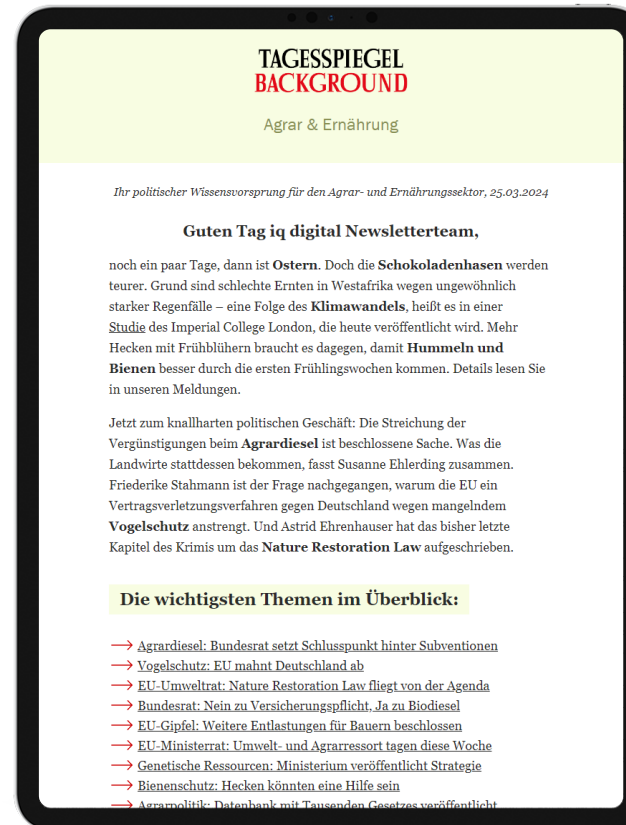 TAGESSPIEGEL
BACKGROUND
Agrar & Ernährung
Ihr politischer Wissensvorsprung für den Agrar- und Ernährungssektor, 25.03.2024
Guten Tag iq digital Newsletterteam,
noch ein paar Tage, dann ist Ostern. Doch die Schokoladenhasen werden
teurer. Grund sind schlechte Ernten in Westafrika wegen ungewöhnlich
starker Regenfälle – eine Folge des Klimawandels, heißt es in einer
Studie des Imperial College London, die heute veröffentlicht wird. Mehr
Hecken mit Frühblühern braucht es dagegen, damit Hummeln und
Bienen besser durch die ersten Frühlingswochen kommen. Details lesen Sie
in unseren Meldungen.
Jetzt zum knallharten politischen Geschäft: Die Streichung der
Vergünstigungen beim Agrardiesel ist beschlossene Sache. Was die
Landwirte stattdessen bekommen, fasst Susanne Ehlerding zusammen.
Friederike Stahmann ist der Frage nachgegangen, warum die EU ein
Vertragsverletzungsverfahren gegen Deutschland wegen mangelndem
Vogelschutz anstrengt. Und Astrid Ehrenhauser hat das bisher letzte
Kapitel des Krimis um das Nature Restoration Law aufgeschrieben.
Die wichtigsten Themen im Überblick:
Agrardiesel: Bundesrat setzt Schlusspunkt hinter Subventionen
Vogelschutz: EU mahnt Deutschland ab
EU-Umweltrat: Nature Restoration Law fliegt von der Agenda
Bundesrat: Nein zu Versicherungspflicht, Ja zu Biodiesel
EU-Gipfel: Weitere Entlastungen für Bauern beschlossen
EU-Ministerrat: Umwelt- und Agrarressort tagen diese Woche
Genetische Ressourcen: Ministerium veröffentlicht Strategie
Bienenschutz: Hecken könnten eine Hilfe sein
Agrarpolitik: Datenbank mit Tausenden Gesetzes veröffentlicht